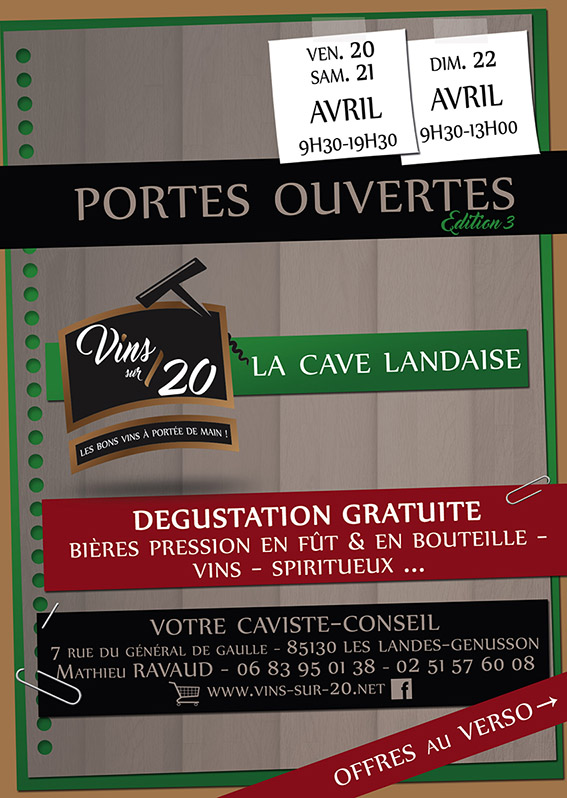 VEN. 20
SAM. 21
AVRIL
9H30-19H30
DIM. 22
AVRIL
9H30-13H00
PORTES OUVERTES
Edition 3
Vins
sur / 20
LES BONS VINS À PORTÉE DE MAIN !
LA CAVE LANDAISE
DEGUSTATION GRATUITE
BIÈRES PRESSION EN FÛT & EN BOUTEILLE –
VINS – SPIRITUEUX ...
VOTRE CAVISTE-CONSEIL
7 RUE DU GÉNÉRAL DE GAULLE - 85130 LES LANDES-GENUSSON
MATHIEU RAVAUD - 06 83 95 01 38 - 02 51 57 60 08
WWW.VINS-SUR-20.NET f
OFFRES AU VERSO→